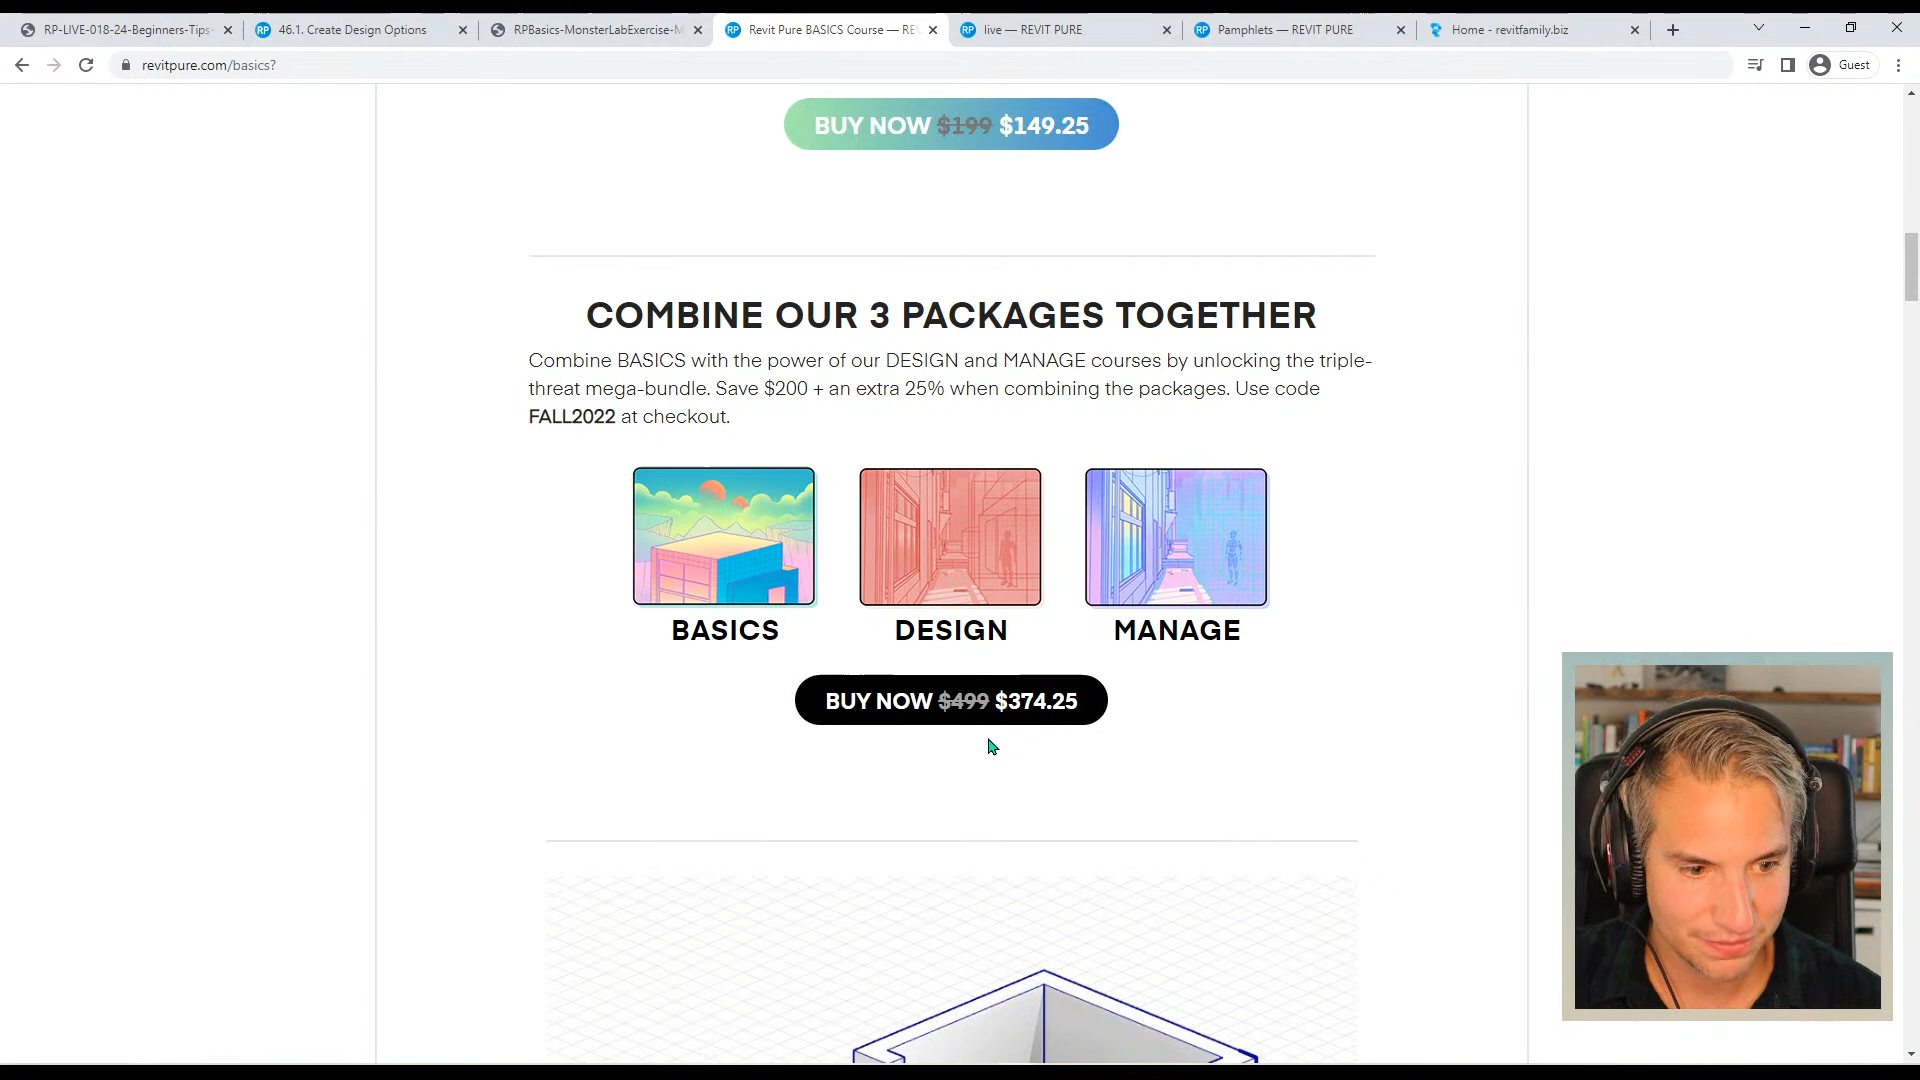 RP-LIVE-018-24-Beginners-Tips-
46.1. Create Design Options
RPBasics-MonsterLabExercise-M
Revit Pure BASICS Course — RE
live — REVIT PURE
Pamphlets — REVIT PURE
Home - revitfamily.biz
revitpure.com/basics?
Guest
BUY NOW $199 $149.25
COMBINE OUR 3 PACKAGES TOGETHER
Combine BASICS with the power of our DESIGN and MANAGE courses by unlocking the triple-
threat mega-bundle. Save $200 + an extra 25% when combining the packages. Use code
FALL2022 at checkout.
BASICS
DESIGN
MANAGE
BUY NOW $499 $374.25